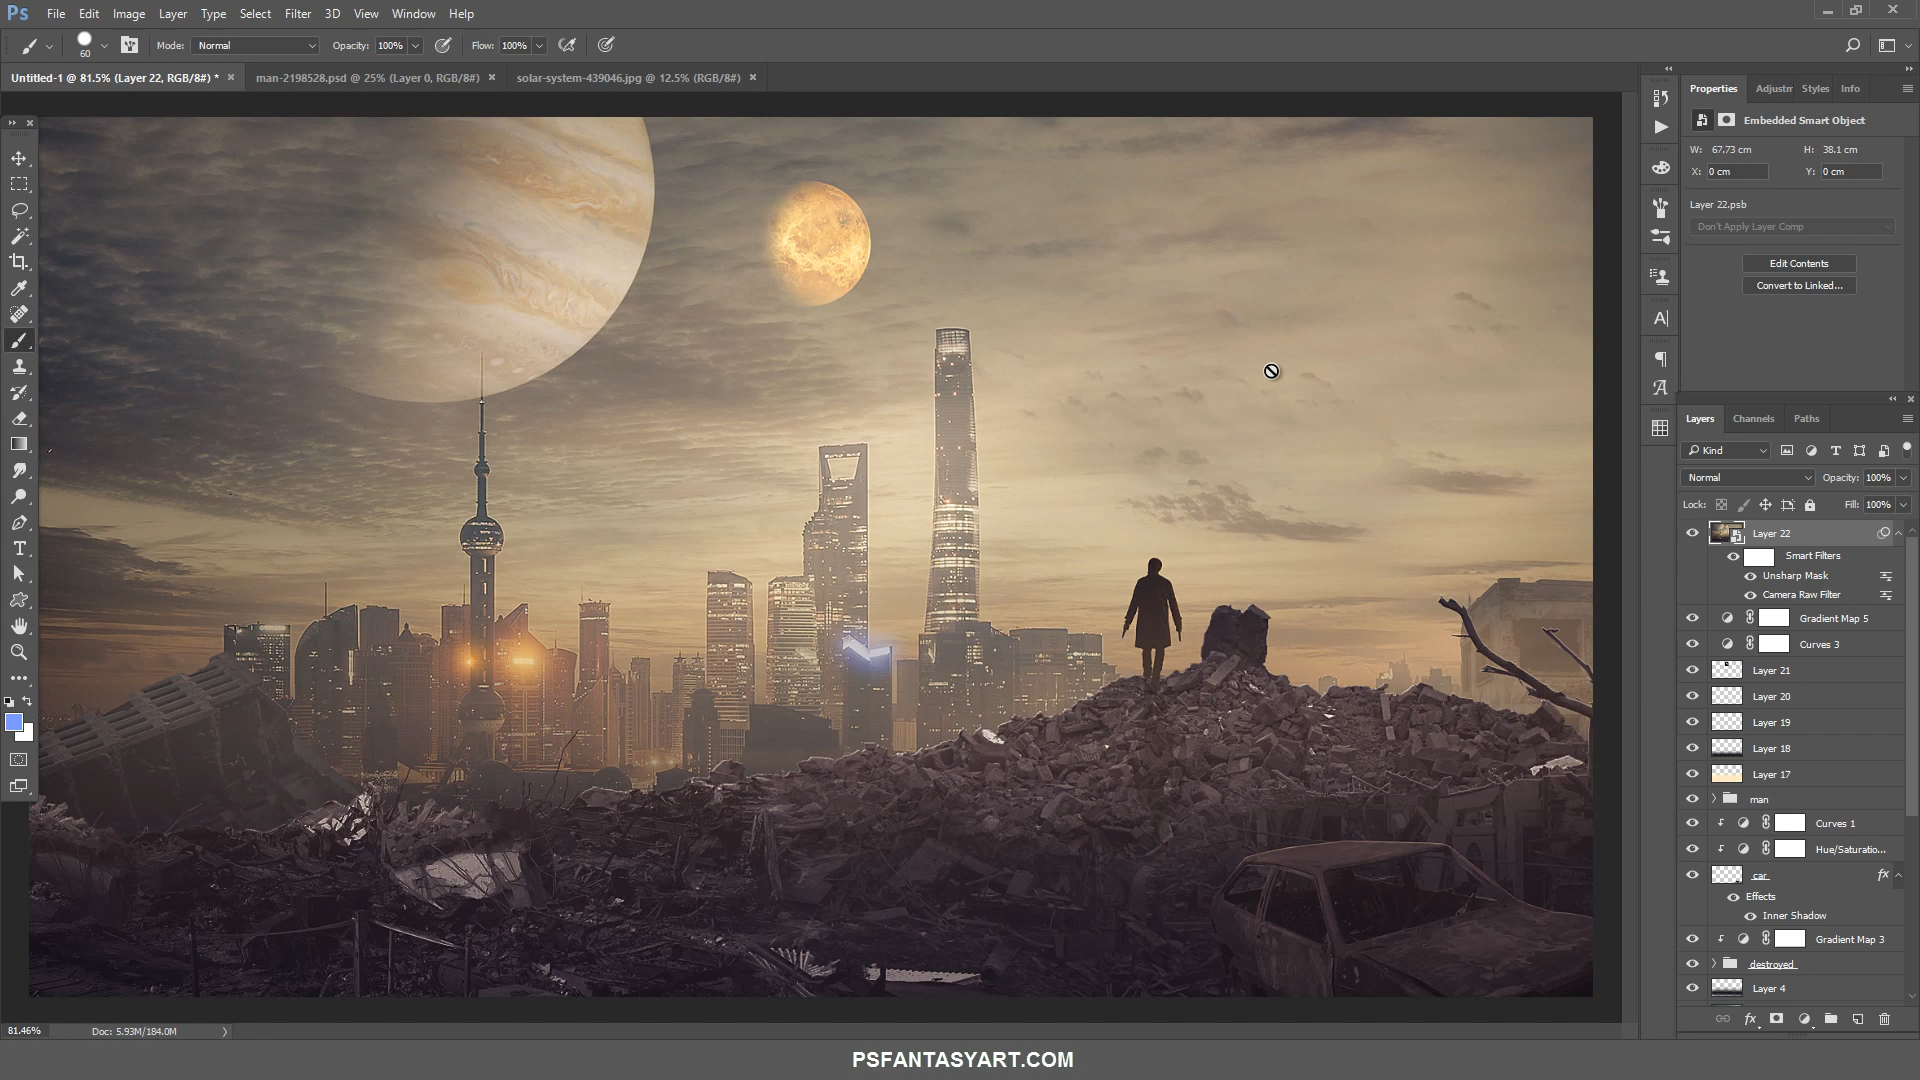 Ps File Edit Image Layer Type Select Filter 3D View Window Help
60 Mode: Normal Opacity: 100% Flow: 100%
Untitled-1 @ 81.5% (Layer 22, RGB/8#) * × man-2198528.psd @ 25% (Layer 0, RGB/8#) × solar-system-439046.jpg @ 12.5% (RGB/8#) ×
Properties Adjustm Styles Info
Embedded Smart Object
W: 67.73 cm H: 38.1 cm
X: 0 cm Y: 0 cm
Layer 22.psb
Don't Apply Layer Comp
Edit Contents
Convert to Linked...
Layers Channels Paths
Kind
Normal Opacity: 100%
Lock: Fill: 100%
Layer 22
Smart Filters
Unsharp Mask
Camera Raw Filter
Gradient Map 5
Curves 3
Layer 21
Layer 20
Layer 19
Layer 18
Layer 17
man
Curves 1
Hue/Saturatio...
car fx
Effects
Inner Shadow
Gradient Map 3
destroyed
Layer 4
fx
81.46% Doc: 5.93M/184.0M
PSFANTASYART.COM